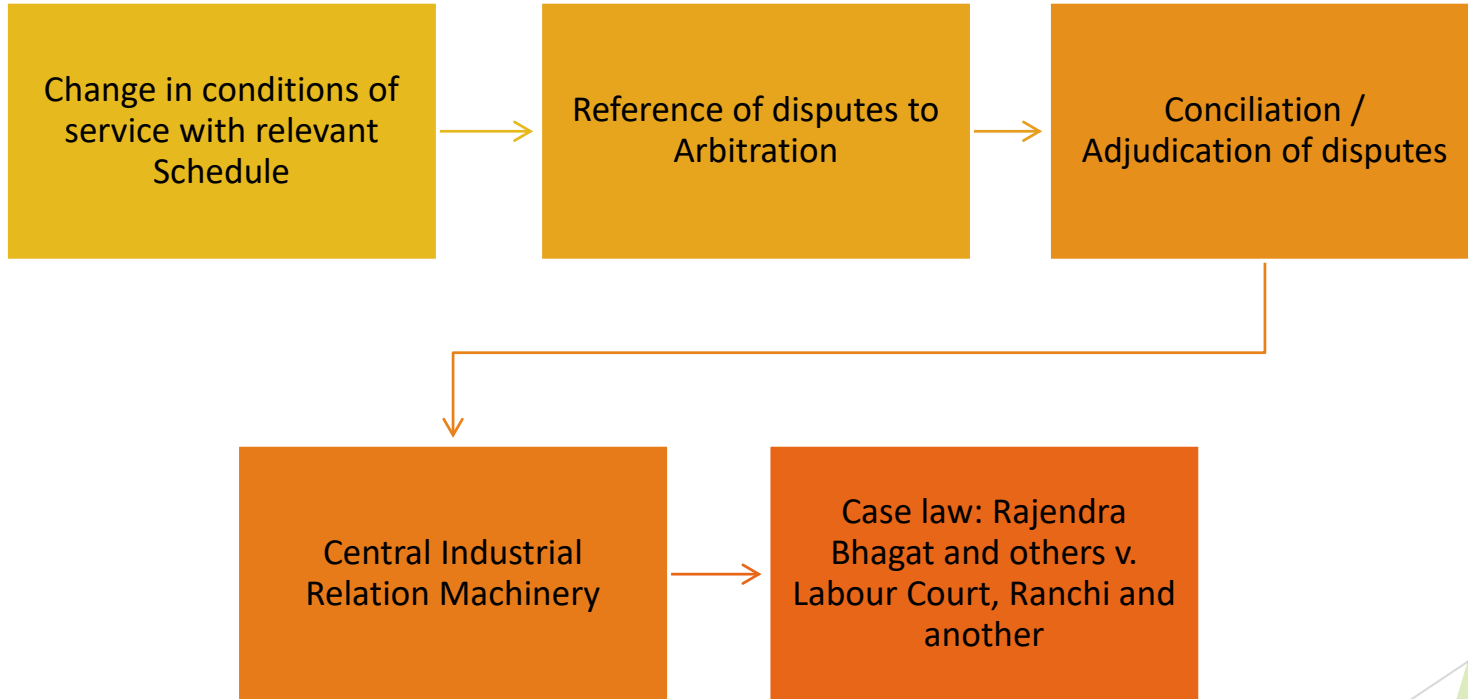 Change in conditions of
service with relevant
Schedule
Reference of disputes to
Arbitration
Conciliation /
Adjudication of disputes
Central Industrial
Relation Machinery
Case law: Rajendra
Bhagat and others v.
Labour Court, Ranchi and
another